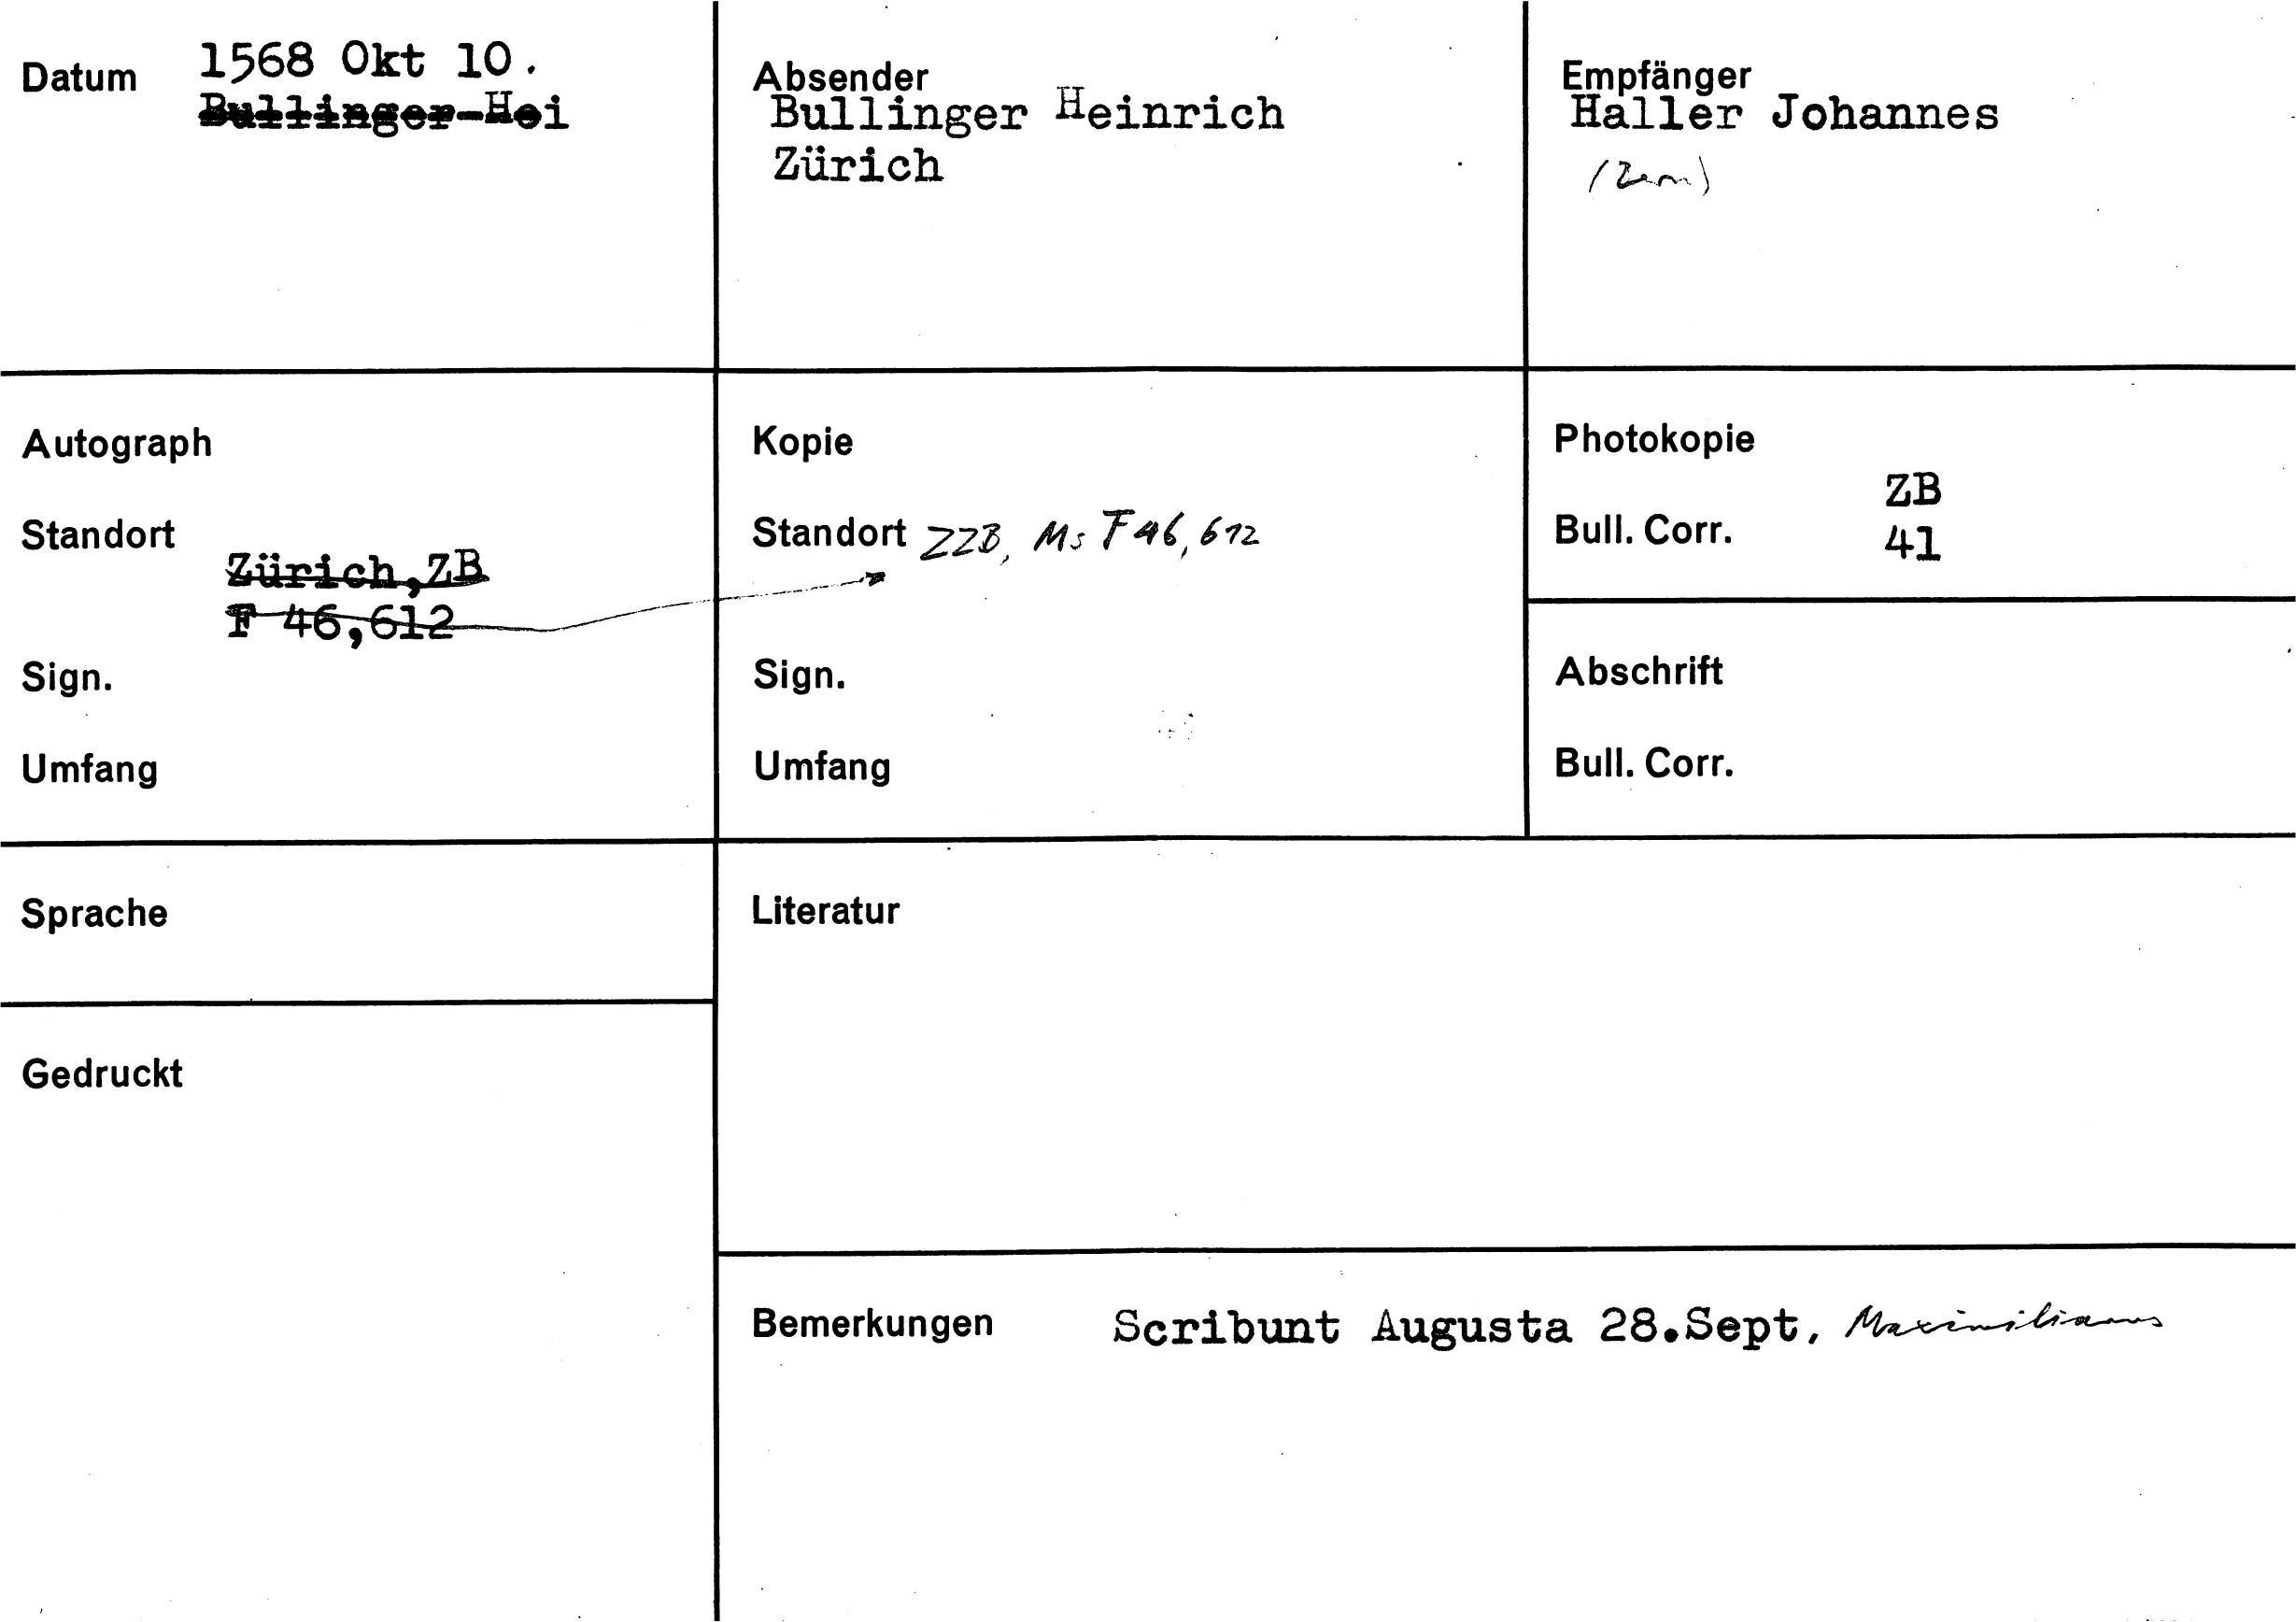 Datum 1568 Okt 10.
Bullinger Hei
Absender
Bullinger Heinrich
Zürich
Empfänger
Haller Johannes
(Bern)
Autograph
Standort
Zürich,ZB
F 46,612
Sign.
Umfang
Kopie
Standort ZZB, Ms F 46, 612
Sign.
Umfang
Photokopie
ZB
Bull. Corr. 41
Abschrift
Bull. Corr.
Sprache
Literatur
Gedruckt
Bemerkungen Scribunt Augusta 28.Sept. Maximilianus